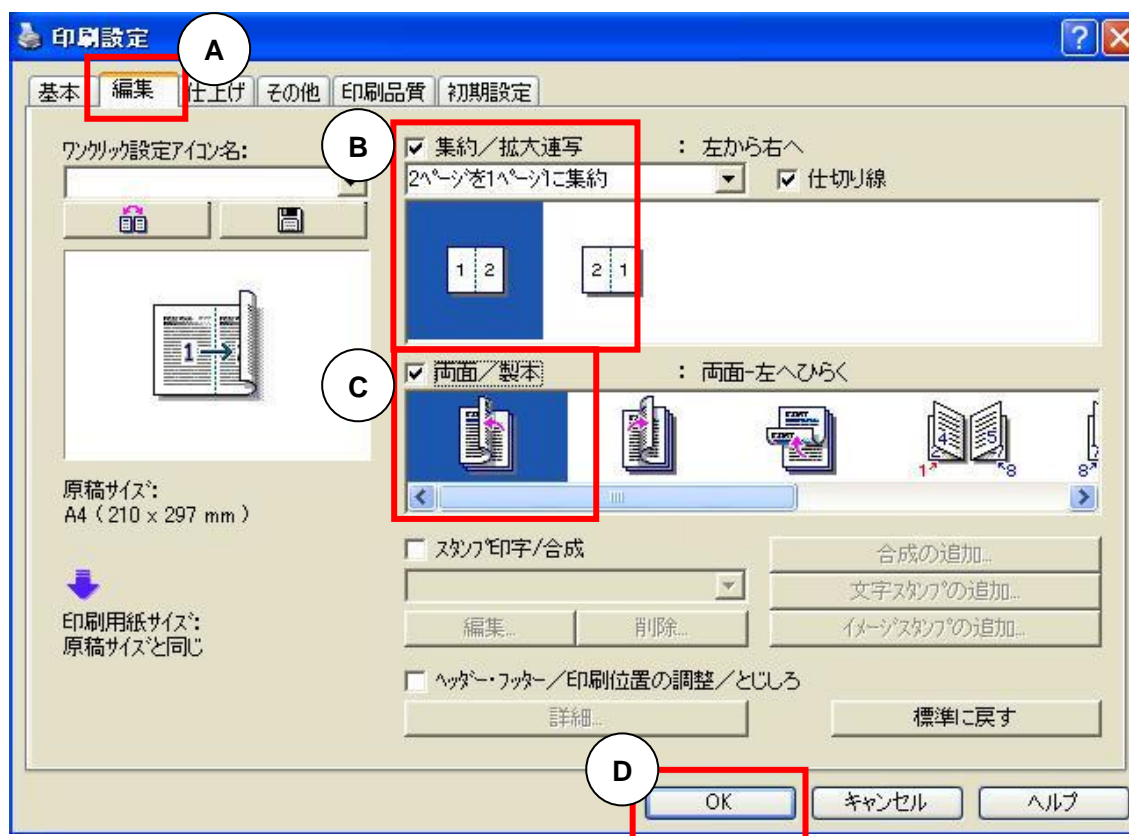 印刷設定
A
基本 編集 仕上げ その他 印刷品質 初期設定
ワンクリック設定アイコン名:
B
集約/拡大連写 : 左から右へ
2ページを1ページに集約 仕切り線
1 2 2 1
1
C
両面/製本 : 両面-左へひらく
4 5
2 7
1 8 8
原稿サイズ:
A4 ( 210 x 297 mm )
印刷用紙サイズ:
原稿サイズと同じ
スタンプ印字/合成 合成の追加...
文字スタンプの追加...
編集... 削除... イメージスタンプの追加...
ヘッダー・フッター/印刷位置の調整/とじしろ
詳細... 標準に戻す
D
OK キャンセル ヘルプ